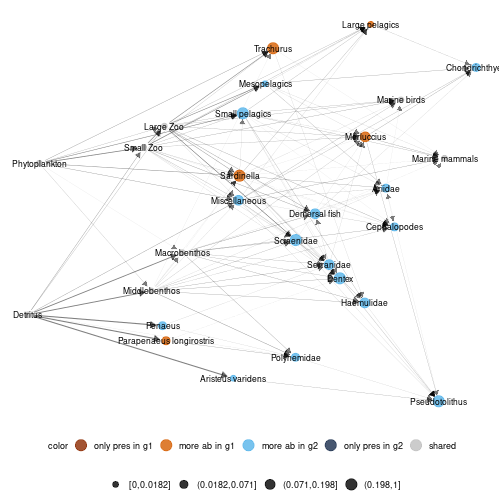 Large pelagics
Trachurus
Chondrichthye
Mesopelagics
Marine birds
Small pelagics
Large Zoo
Merluccius
Small Zoo
Marine mammals
Phytoplankton
Sardinella
Ariidae
Miscellaneous
Demersal fish
Cephalopodes
Sciaenidae
Macrobenthos
Serranidae
Dentex
Middlebenthos
Haemulidae
Detritus
Penaeus
Parapenaeus longirostris
Polynemidae
Aristeus varidens
Pseudotolithus
color only pres in g1 more ab in g1 more ab in g2 only pres in g2 shared
[0,0.0182] (0.0182,0.071] (0.071,0.198] (0.198,1]